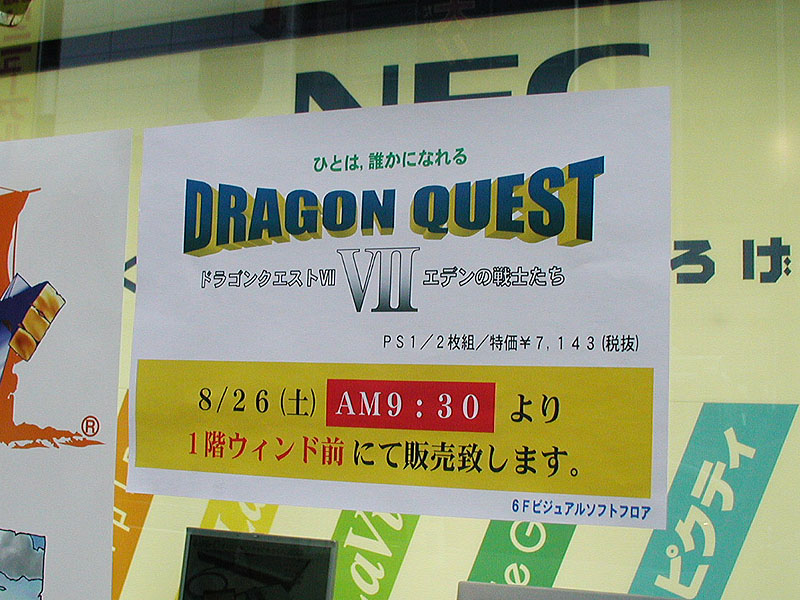 NEC
ひとは,誰かになれる
DRAGON QUEST
ドラゴンクエストVII VII エデンの戦士たち
ろげ
PS1／2枚組／特価¥7,143(税抜)
8/26(土) AM9:30 より
1階ウィンド前にて販売致します。
6Fビジュアルソフトフロア
®
ピクティ